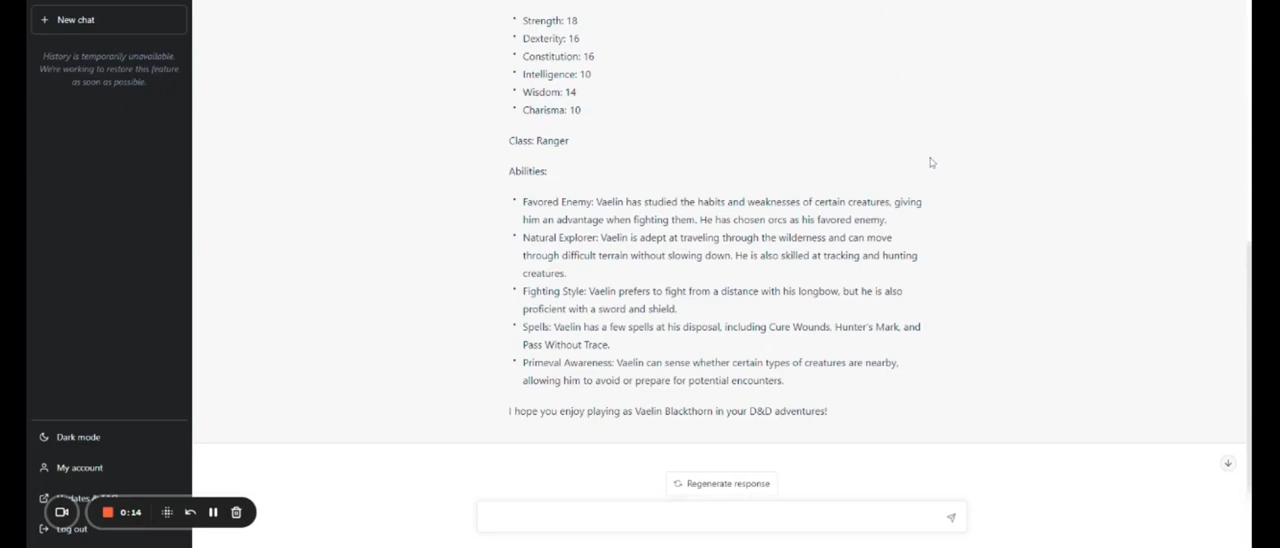 + New chat
History is temporarily unavailable.
We're working to restore this feature
as soon as possible.
Dark mode
My account
Log out
0:14
• Strength: 18
• Dexterity: 16
• Constitution: 16
• Intelligence: 10
• Wisdom: 14
• Charisma: 10
Class: Ranger
Abilities:
• Favored Enemy: Vaelin has studied the habits and weaknesses of certain creatures, giving
him an advantage when fighting them. He has chosen orcs as his favored enemy.
• Natural Explorer: Vaelin is adept at traveling through the wilderness and can move
through difficult terrain without slowing down. He is also skilled at tracking and hunting
creatures.
• Fighting Style: Vaelin prefers to fight from a distance with his longbow, but he is also
proficient with a sword and shield.
• Spells: Vaelin has a few spells at his disposal, including Cure Wounds, Hunter's Mark, and
Pass Without Trace.
• Primeval Awareness: Vaelin can sense whether certain types of creatures are nearby,
allowing him to avoid or prepare for potential encounters.
I hope you enjoy playing as Vaelin Blackthorn in your D&D adventures!
Regenerate response